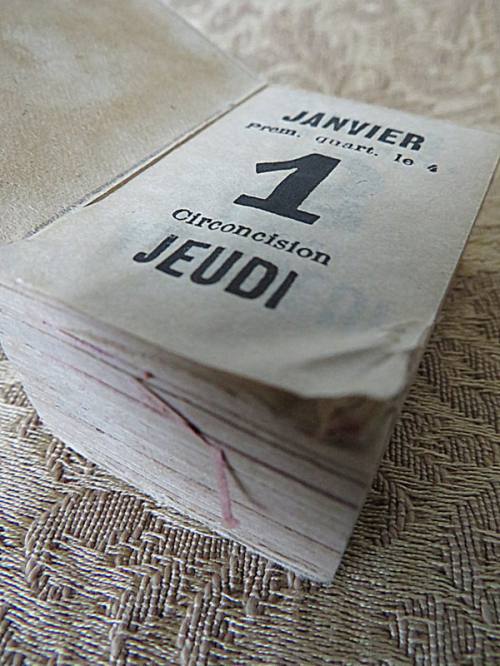 JANVIER
Prem. quart. le 4
1
Circoncision
JEUDI